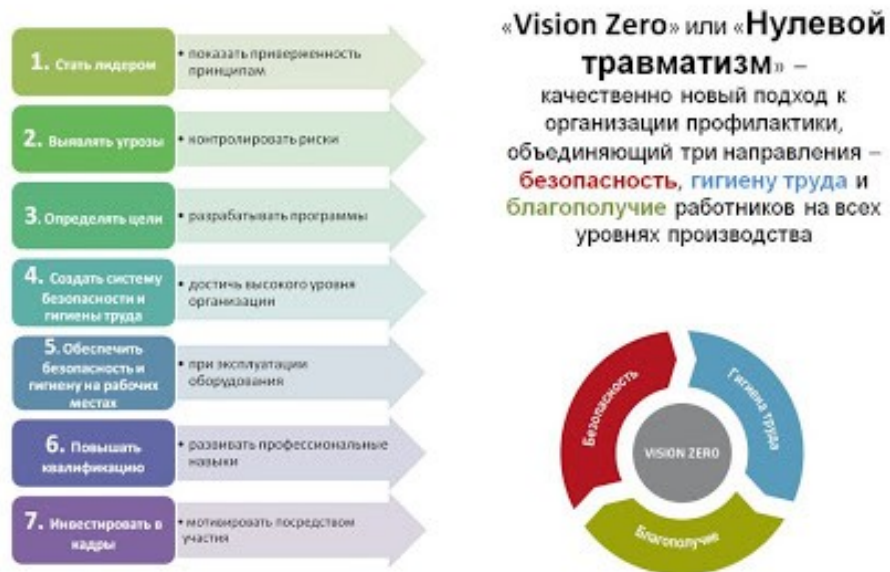 1. Стать лидером
• показать приверженность
принципам
2. Выявлять угрозы
• контролировать риски
3. Определять цели
• разрабатывать программы
4. Создать систему
безопасности и
гигиены труда
• достичь высокого уровня
организации
5. Обеспечить
безопасность и
гигиену на рабочих
местах
• при эксплуатации
оборудования
6. Повышать
квалификацию
• развивать профессиональные
навыки
7. Инвестировать в
кадры
• мотивировать посредством
участия
«Vision Zero» или «Нулевой
травматизм» –
качественно новый подход к
организации профилактики,
объединяющий три направления –
безопасность, гигиену труда и
благополучие работников на всех
уровнях производства
Безопасность
Гигиена труда
VISION ZERO
Благополучие